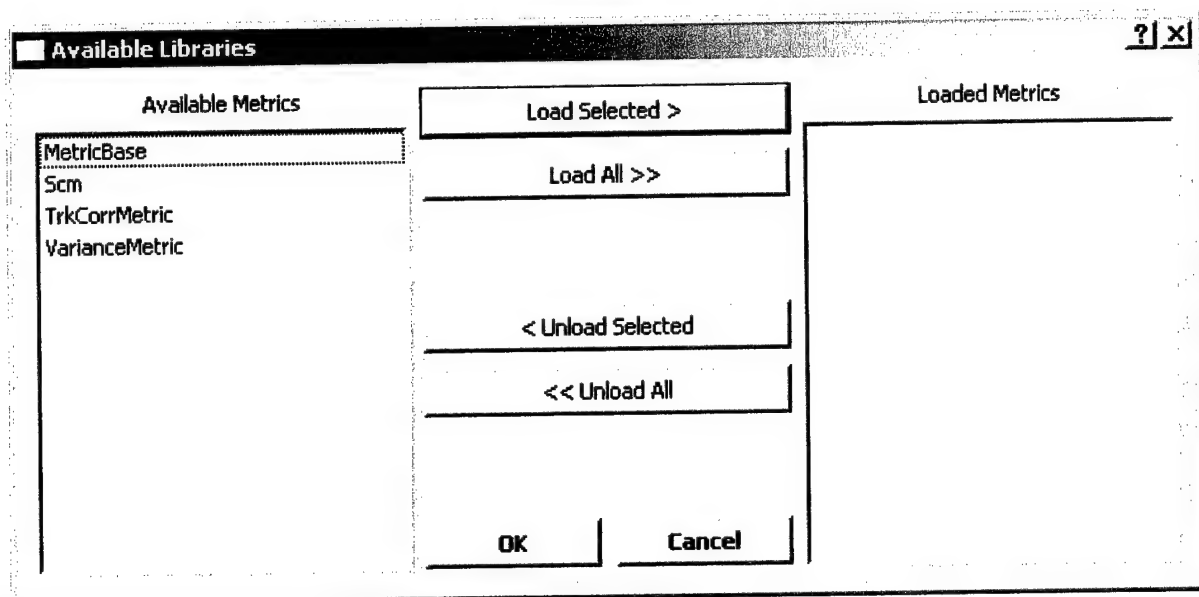 Available Libraries ? X
Available Metrics
MetricBase
Scm
TrkCorrMetric
VarianceMetric
Load Selected >
Load All >>
< Unload Selected
<< Unload All
OK
Cancel
Loaded Metrics